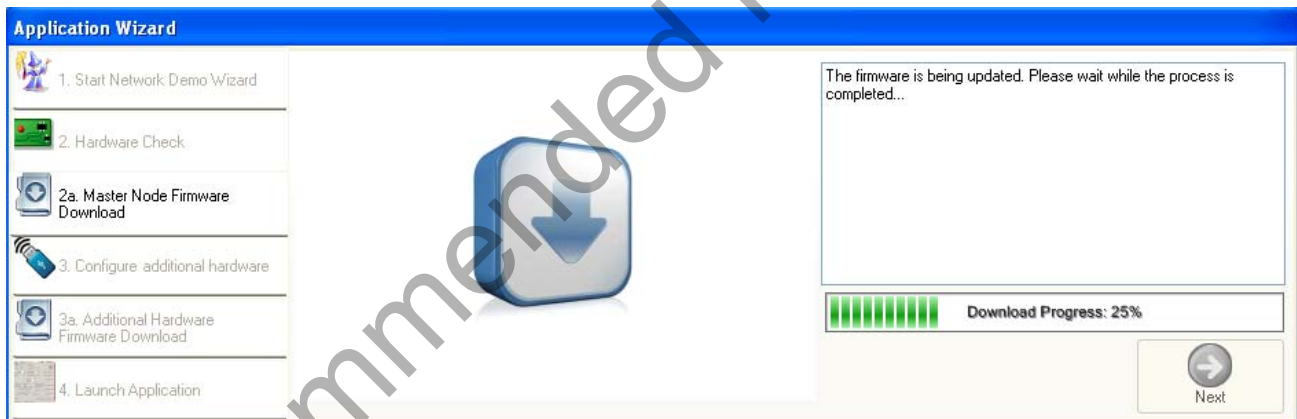 Application Wizard
1. Start Network Demo Wizard
2. Hardware Check
2a. Master Node Firmware
Download
3. Configure additional hardware
3a. Additional Hardware
Firmware Download
4. Launch Application
The firmware is being updated. Please wait while the process is
completed...
Download Progress: 25%
Next